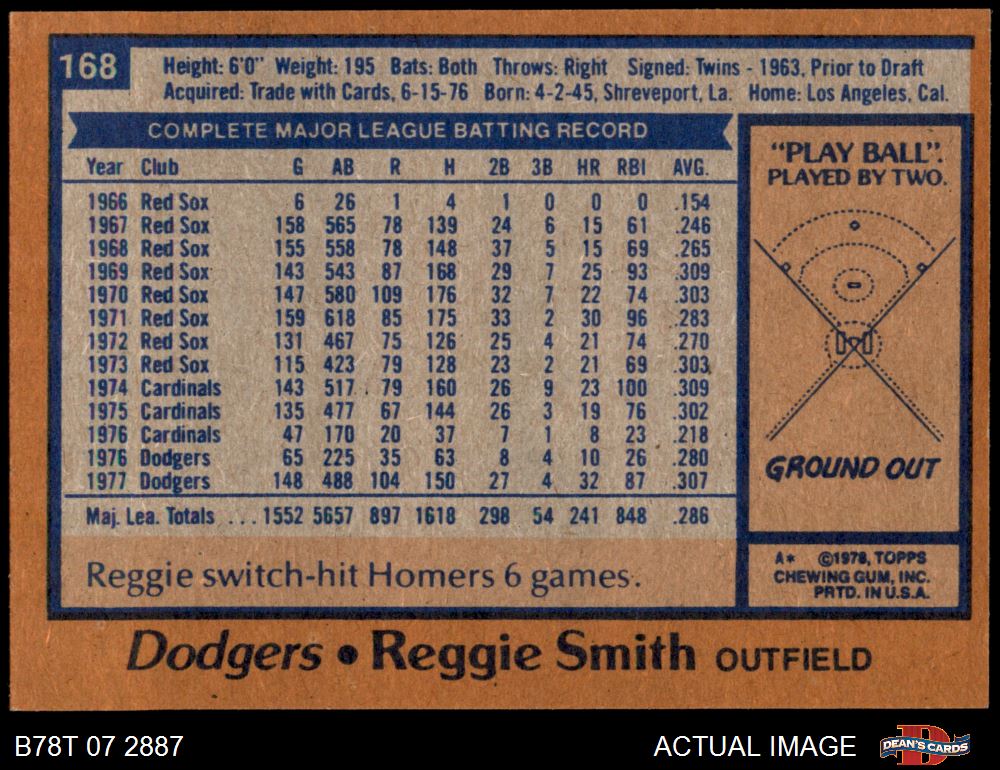 168
Height: 6'0" Weight: 195 Bats: Both Throws: Right Signed: Twins - 1963, Prior to Draft
Acquired: Trade with Cards, 6-15-76 Born: 4-2-45, Shreveport, La. Home: Los Angeles, Cal.
COMPLETE MAJOR LEAGUE BATTING RECORD
Year Club G AB R H 2B 3B HR RBI AVG.
1966 Red Sox 6 26 1 4 1 0 0 0 .154
1967 Red Sox 158 565 78 139 24 6 15 61 .246
1968 Red Sox 155 558 78 148 37 5 15 69 .265
1969 Red Sox 143 543 87 168 29 7 25 93 .309
1970 Red Sox 147 580 109 176 32 7 22 74 .303
1971 Red Sox 159 618 85 175 33 2 30 96 .283
1972 Red Sox 131 467 75 126 25 4 21 74 .270
1973 Red Sox 115 423 79 128 23 2 21 69 .303
1974 Cardinals 143 517 79 160 26 9 23 100 .309
1975 Cardinals 135 477 67 144 26 3 19 76 .302
1976 Cardinals 47 170 20 37 7 1 8 23 .218
1976 Dodgers 65 225 35 63 8 4 10 26 .280
1977 Dodgers 148 488 104 150 27 4 32 87 .307
Maj. Lea. Totals ... 1552 5657 897 1618 298 54 241 848 .286
Reggie switch-hit Homers 6 games.
"PLAY BALL".
PLAYED BY TWO.
GROUND OUT
A* ©1978, TOPPS
CHEWING GUM, INC.
PRTD. IN U.S.A.
Dodgers • Reggie Smith OUTFIELD
B78T 07 2887
ACTUAL IMAGE
D
DEAN'S CARDS